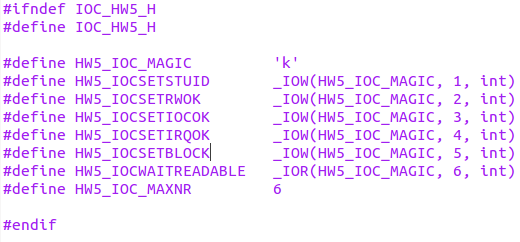 #ifndef IOC_HW5_H
#define IOC_HW5_H
#define HW5_IOC_MAGIC 'k'
#define HW5_IOCSETSTUID _IOW(HW5_IOC_MAGIC, 1, int)
#define HW5_IOCSETRWOK _IOW(HW5_IOC_MAGIC, 2, int)
#define HW5_IOCSETIOCOK _IOW(HW5_IOC_MAGIC, 3, int)
#define HW5_IOCSETIRQOK _IOW(HW5_IOC_MAGIC, 4, int)
#define HW5_IOCSETBLOCK _IOW(HW5_IOC_MAGIC, 5, int)
#define HW5_IOCWAITREADABLE _IOR(HW5_IOC_MAGIC, 6, int)
#define HW5_IOC_MAXNR 6
#endif